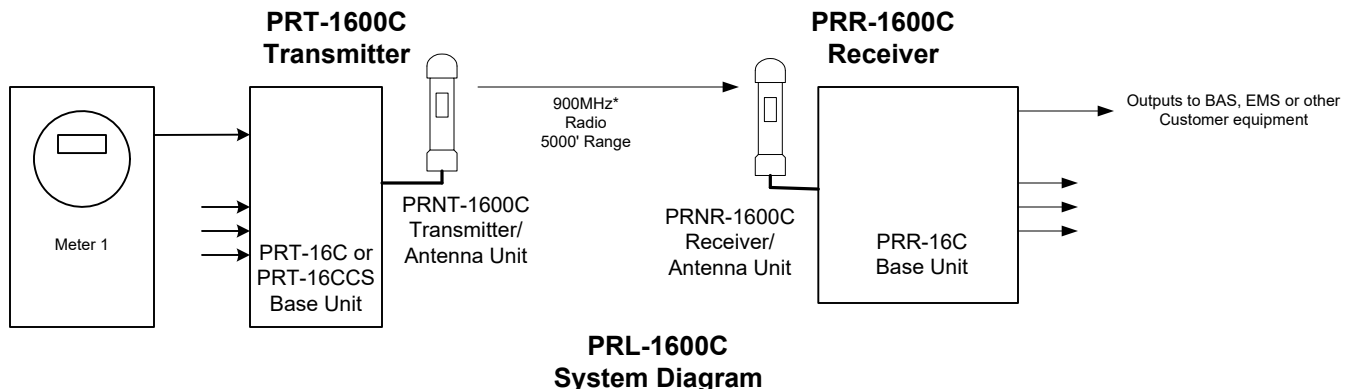 PRT-1600C
Transmitter
PRR-1600C
Receiver
900MHz*
Radio
5000' Range
Outputs to BAS, EMS or other
Customer equipment
Meter 1
PRT-16C or
PRT-16CCS
Base Unit
PRNT-1600C
Transmitter/
Antenna Unit
PRNR-1600C
Receiver/
Antenna Unit
PRR-16C
Base Unit
PRL-1600C
System Diagram